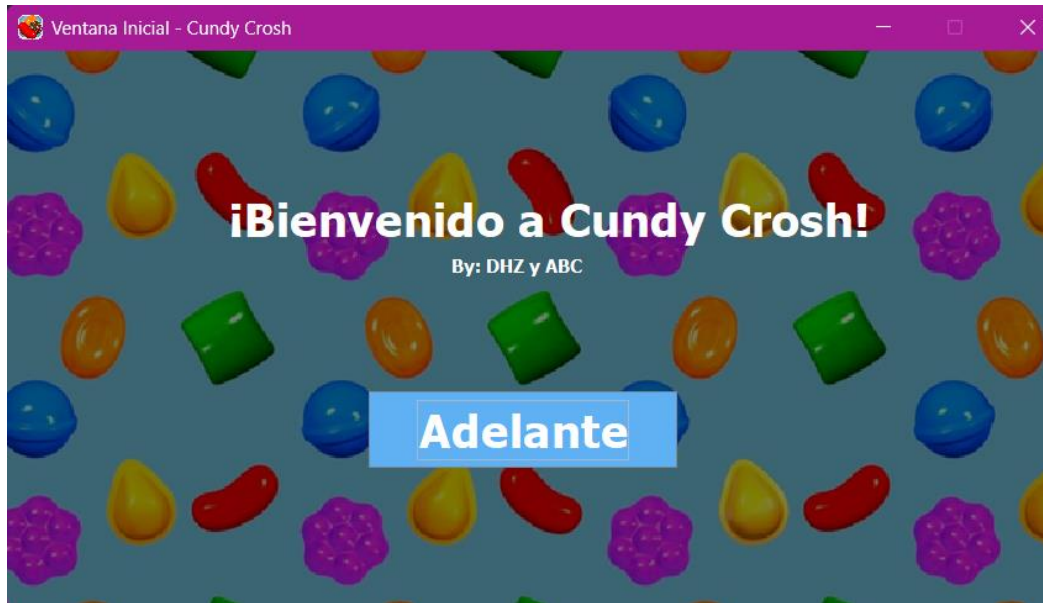 Ventana Inicial - Cundy Crosh
¡Bienvenido a Cundy Crosh!
By: DHZ y ABC
Adelante